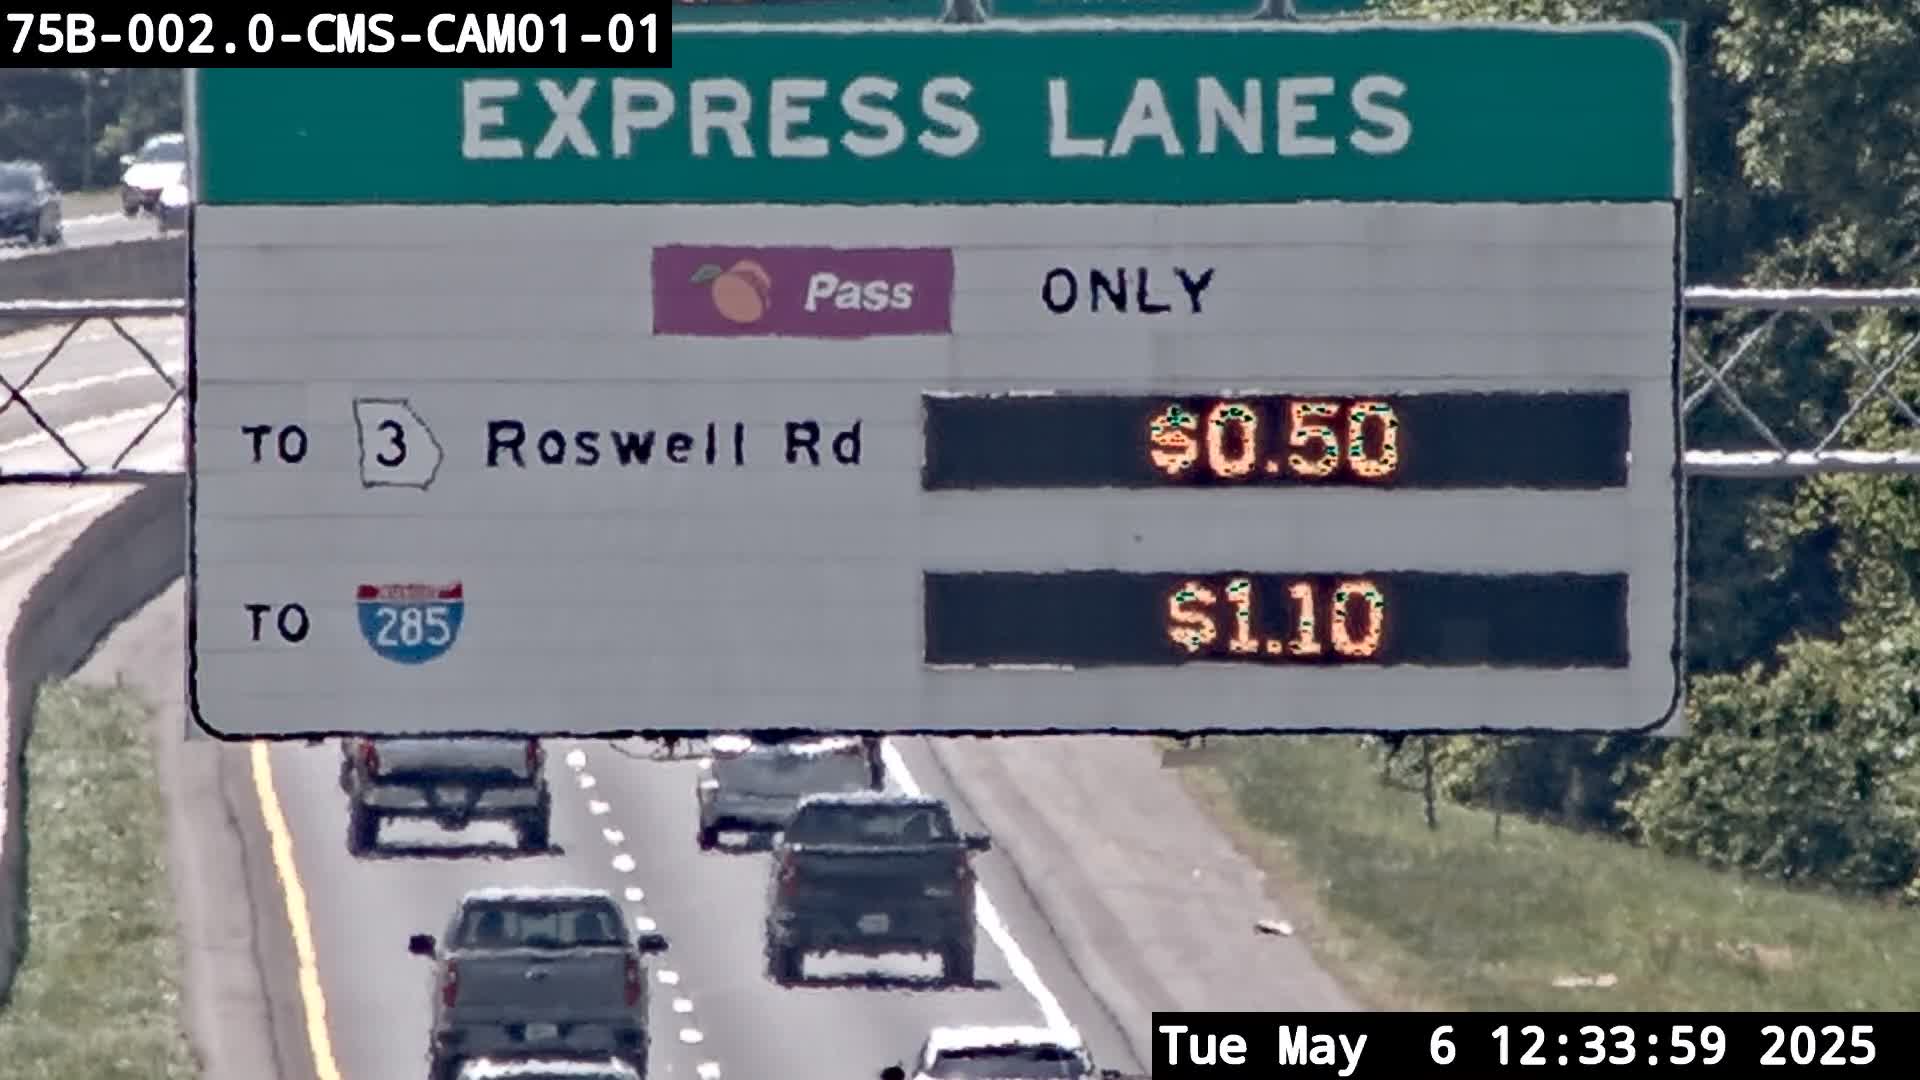 75B-002.0-CMS-CAM01-01
EXPRESS LANES
Pass ONLY
TO 3 Roswell Rd $0.50
TO 285 $1.10
Tue May 6 12:33:59 2025